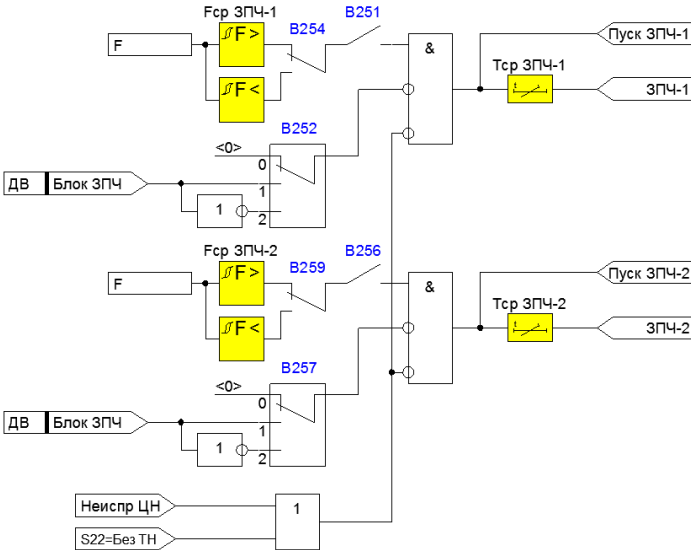 Fср ЗПЧ-1
B254
B251
F
F >
&
Пуск ЗПЧ-1
F <
Tср ЗПЧ-1
t
ЗПЧ-1
B252
<0>
0
ДВ Блок ЗПЧ
1
1
2
Fср ЗПЧ-2
B259
B256
F
F >
&
Пуск ЗПЧ-2
F <
Tср ЗПЧ-2
t
ЗПЧ-2
B257
<0>
0
ДВ Блок ЗПЧ
1
1
2
Неиспр ЦН
1
S22=Без ТН